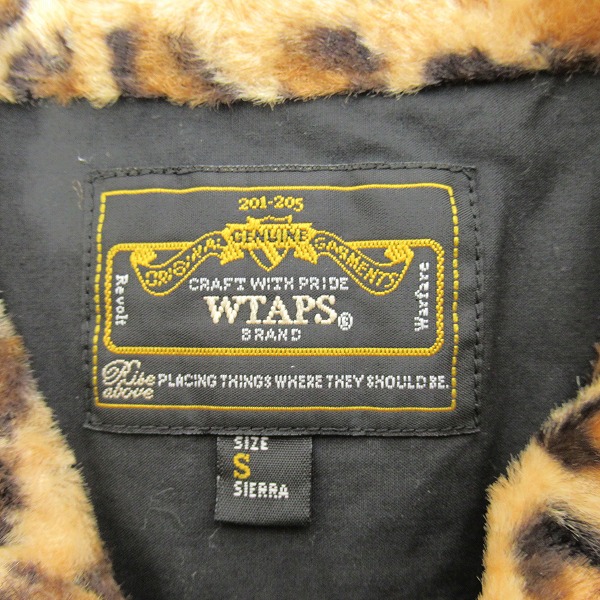 201-205
ORIGINAL GENUINE GARMENTS
CRAFT WITH PRIDE
Revolt
WTAPS®
Warfare
BRAND
Rise above
PLACING THINGS WHERE THEY SHOULD BE.
SIZE
S
SIERRA